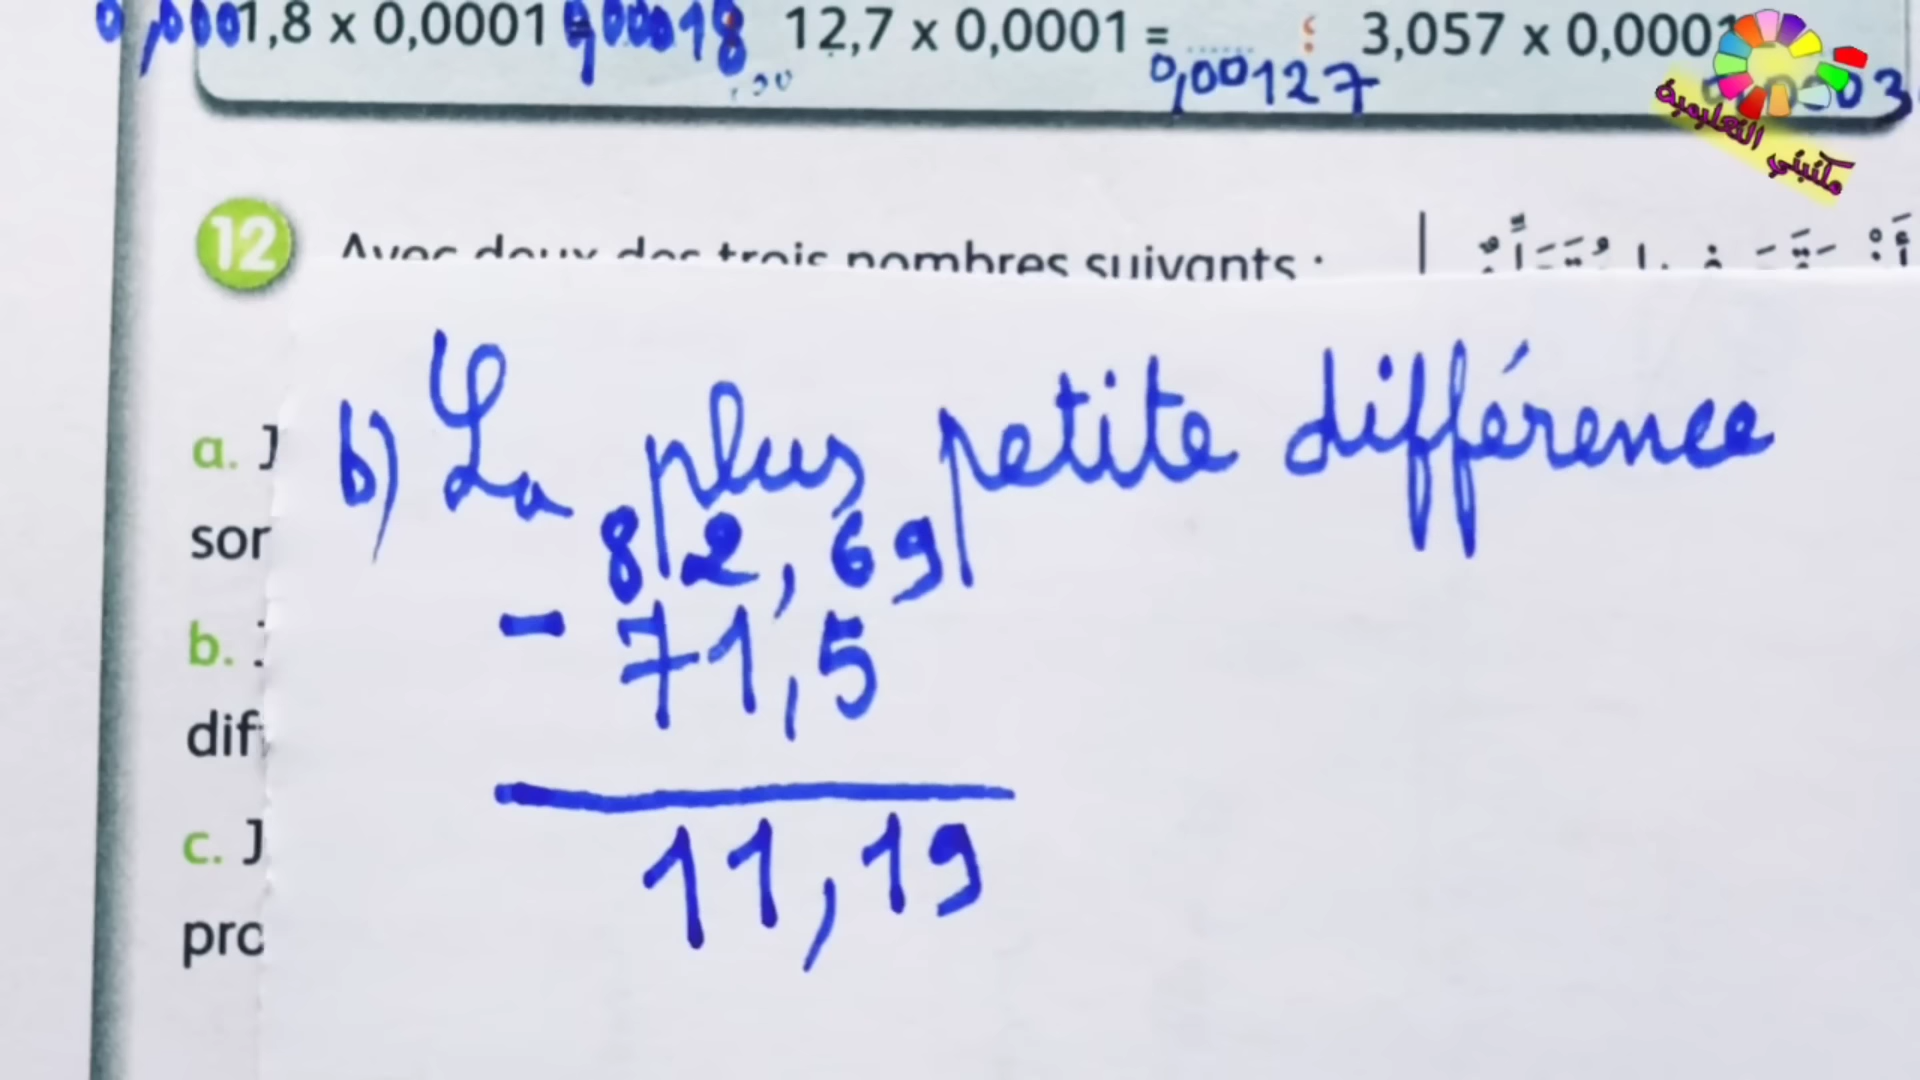 0,000 1,8 x 0,0001 = 0,00018 12,7 x 0,0001 = ...... ; 3,057 x 0,0001
0,00127
مكتبتي التعليمية
12 Avec deux des trois nombres suivants :
b) La plus petite différence
a. J
82,69
sor
- 71,5
b.
dif
11,19
c. J
pro